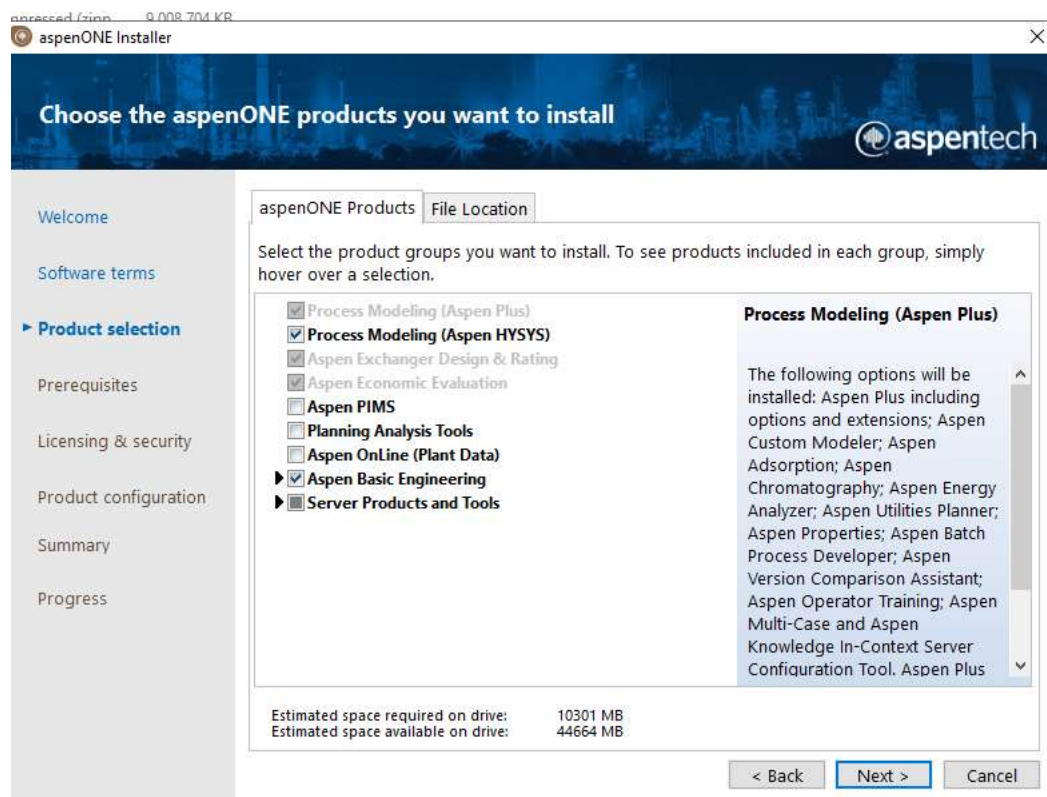 9,008,704 KB
aspenONE Installer
Choose the aspenONE products you want to install
aspentech
Welcome
Software terms
Product selection
Prerequisites
Licensing & security
Product configuration
Summary
Progress
aspenONE Products
File Location
Select the product groups you want to install. To see products included in each group, simply
hover over a selection.
Process Modeling (Aspen Plus)
Process Modeling (Aspen HYSYS)
Aspen Exchanger Design & Rating
Aspen Economic Evaluation
Aspen PIMS
Planning Analysis Tools
Aspen OnLine (Plant Data)
Aspen Basic Engineering
Server Products and Tools
Process Modeling (Aspen Plus)
The following options will be
installed: Aspen Plus including
options and extensions; Aspen
Custom Modeler; Aspen
Adsorption; Aspen
Chromatography; Aspen Energy
Analyzer; Aspen Utilities Planner;
Aspen Properties; Aspen Batch
Process Developer; Aspen
Version Comparison Assistant;
Aspen Operator Training; Aspen
Multi-Case and Aspen
Knowledge In-Context Server
Configuration Tool. Aspen Plus
Estimated space required on drive: 10301 MB
Estimated space available on drive: 44664 MB
< Back
Next >
Cancel